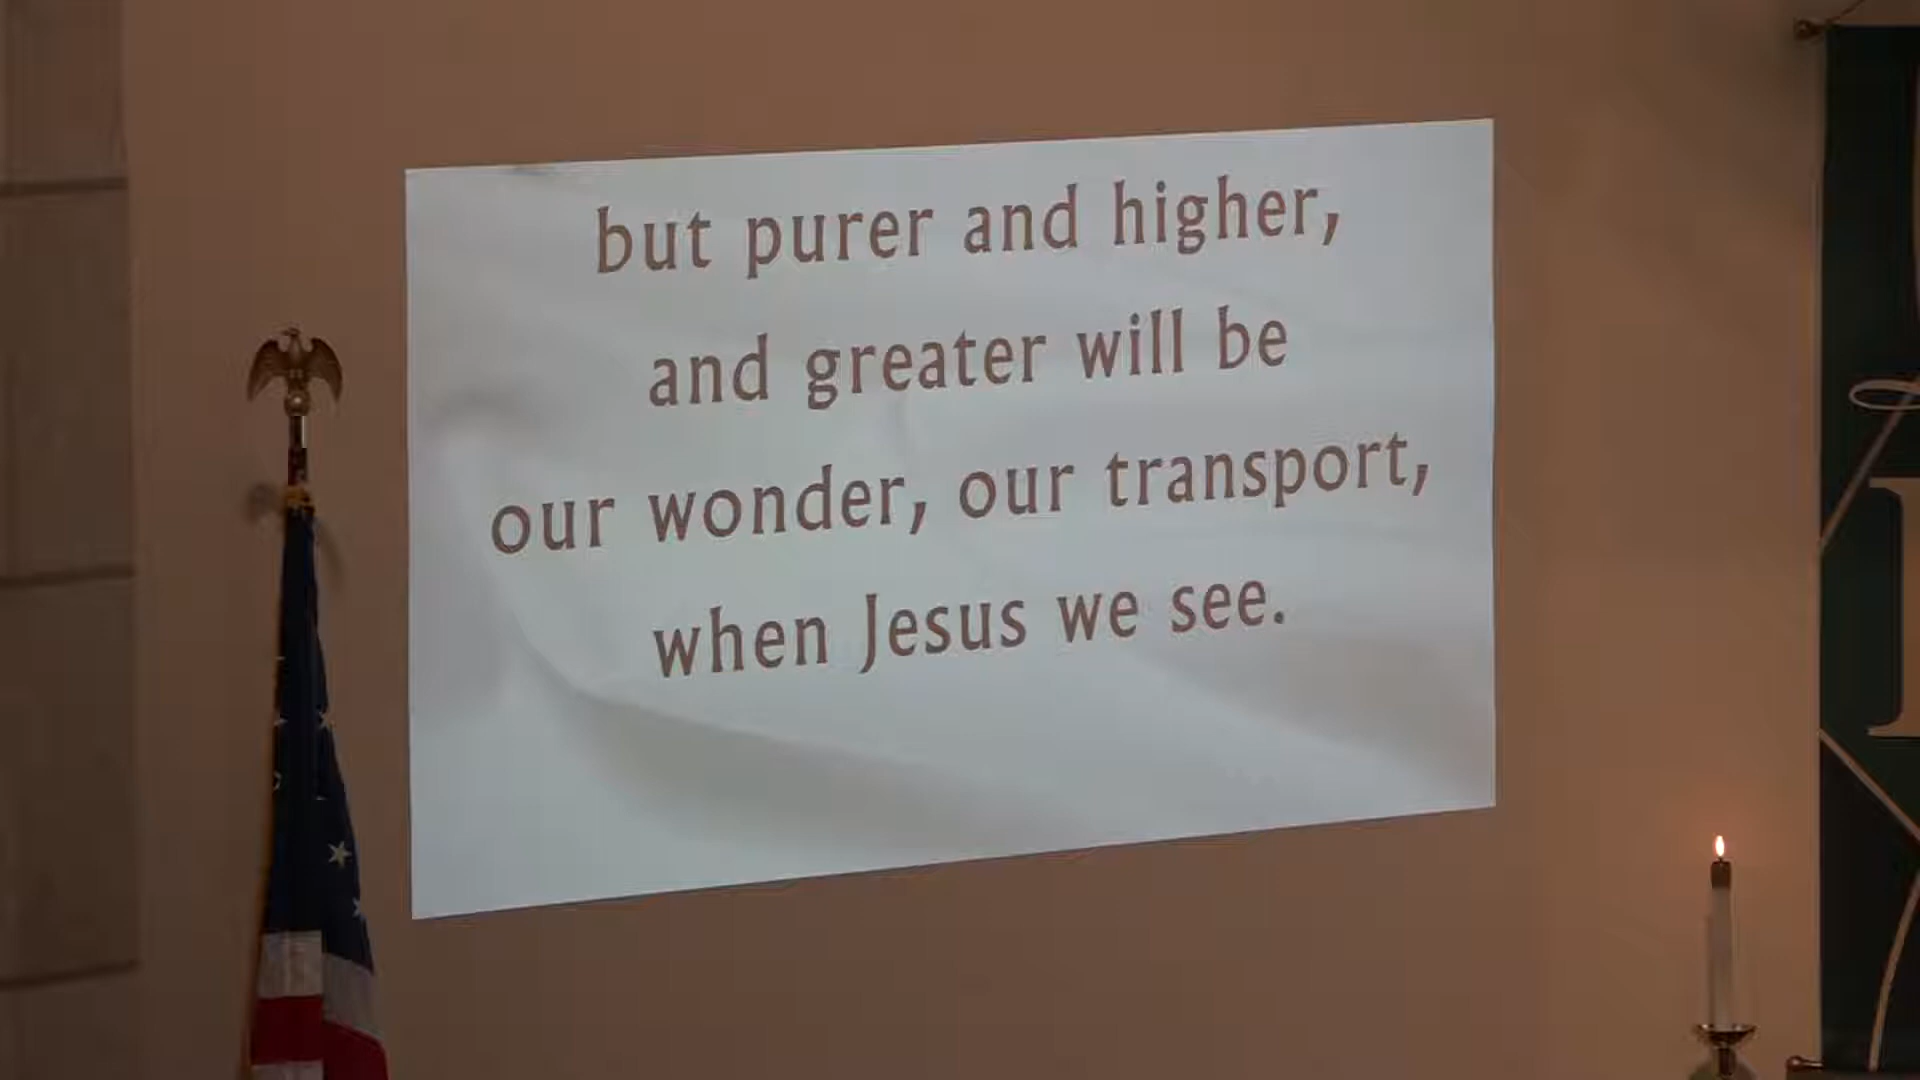 but purer and higher,
and greater will be
our wonder, our transport,
when Jesus we see.